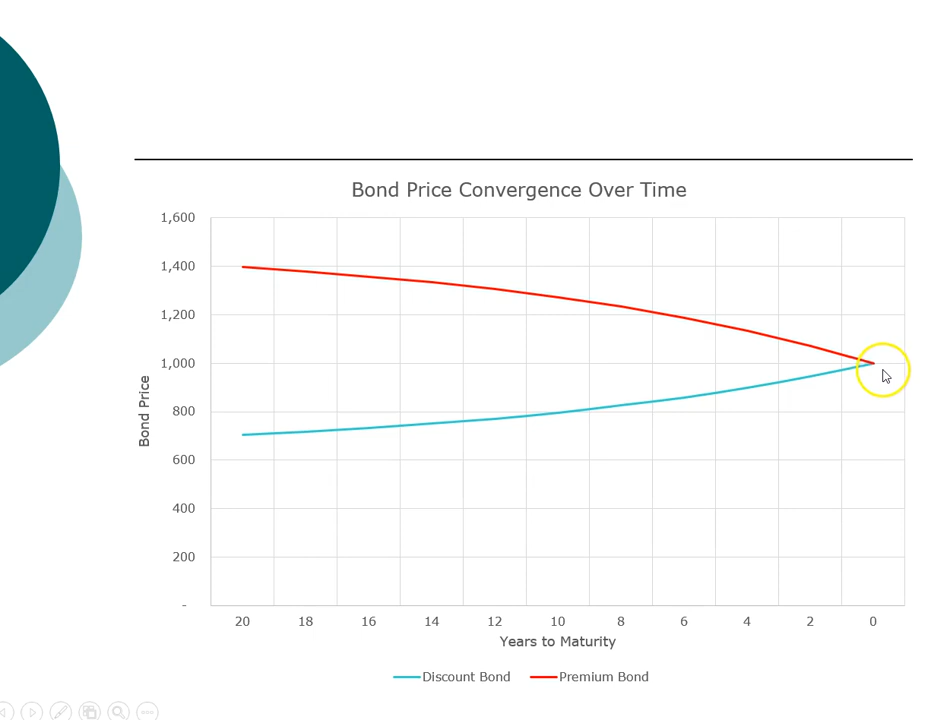 Bond Price Convergence Over Time
1,600
1,400
1,200
1,000
800
600
400
200
-
Bond Price
20 18 16 14 12 10 8 6 4 2 0
Years to Maturity
Discount Bond Premium Bond